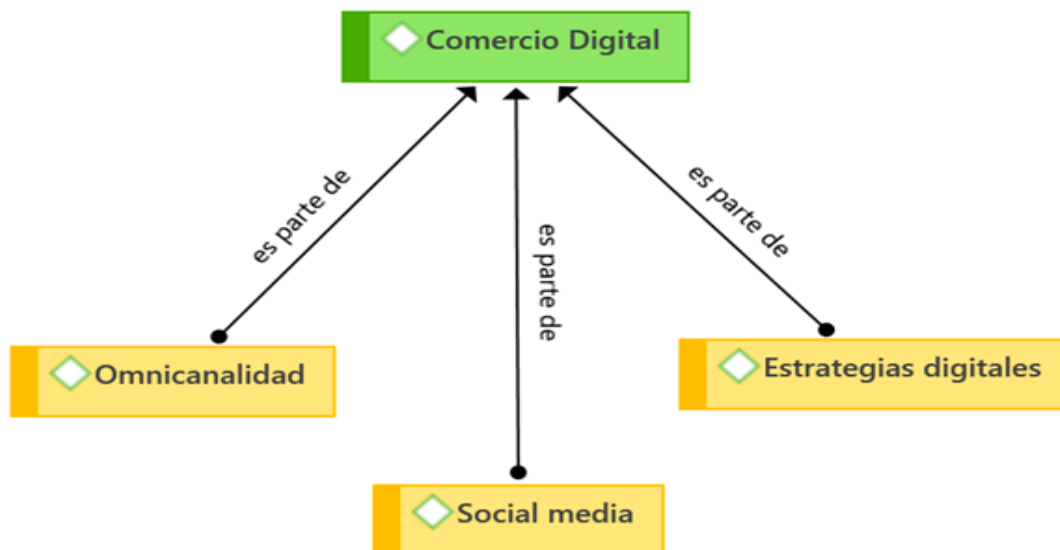 Comercio Digital
es parte de
es parte de
es parte de
Omnicanalidad
Estrategias digitales
Social media